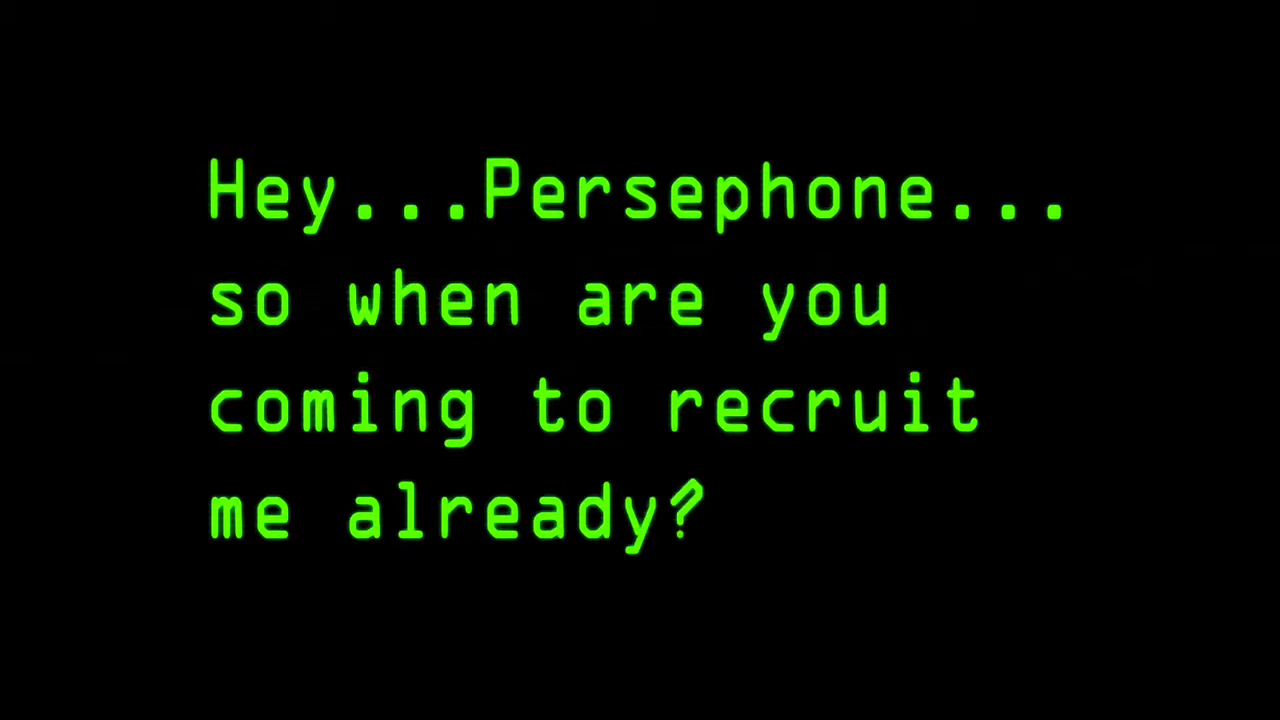 Hey...Persephone...
so when are you
coming to recruit
me already?